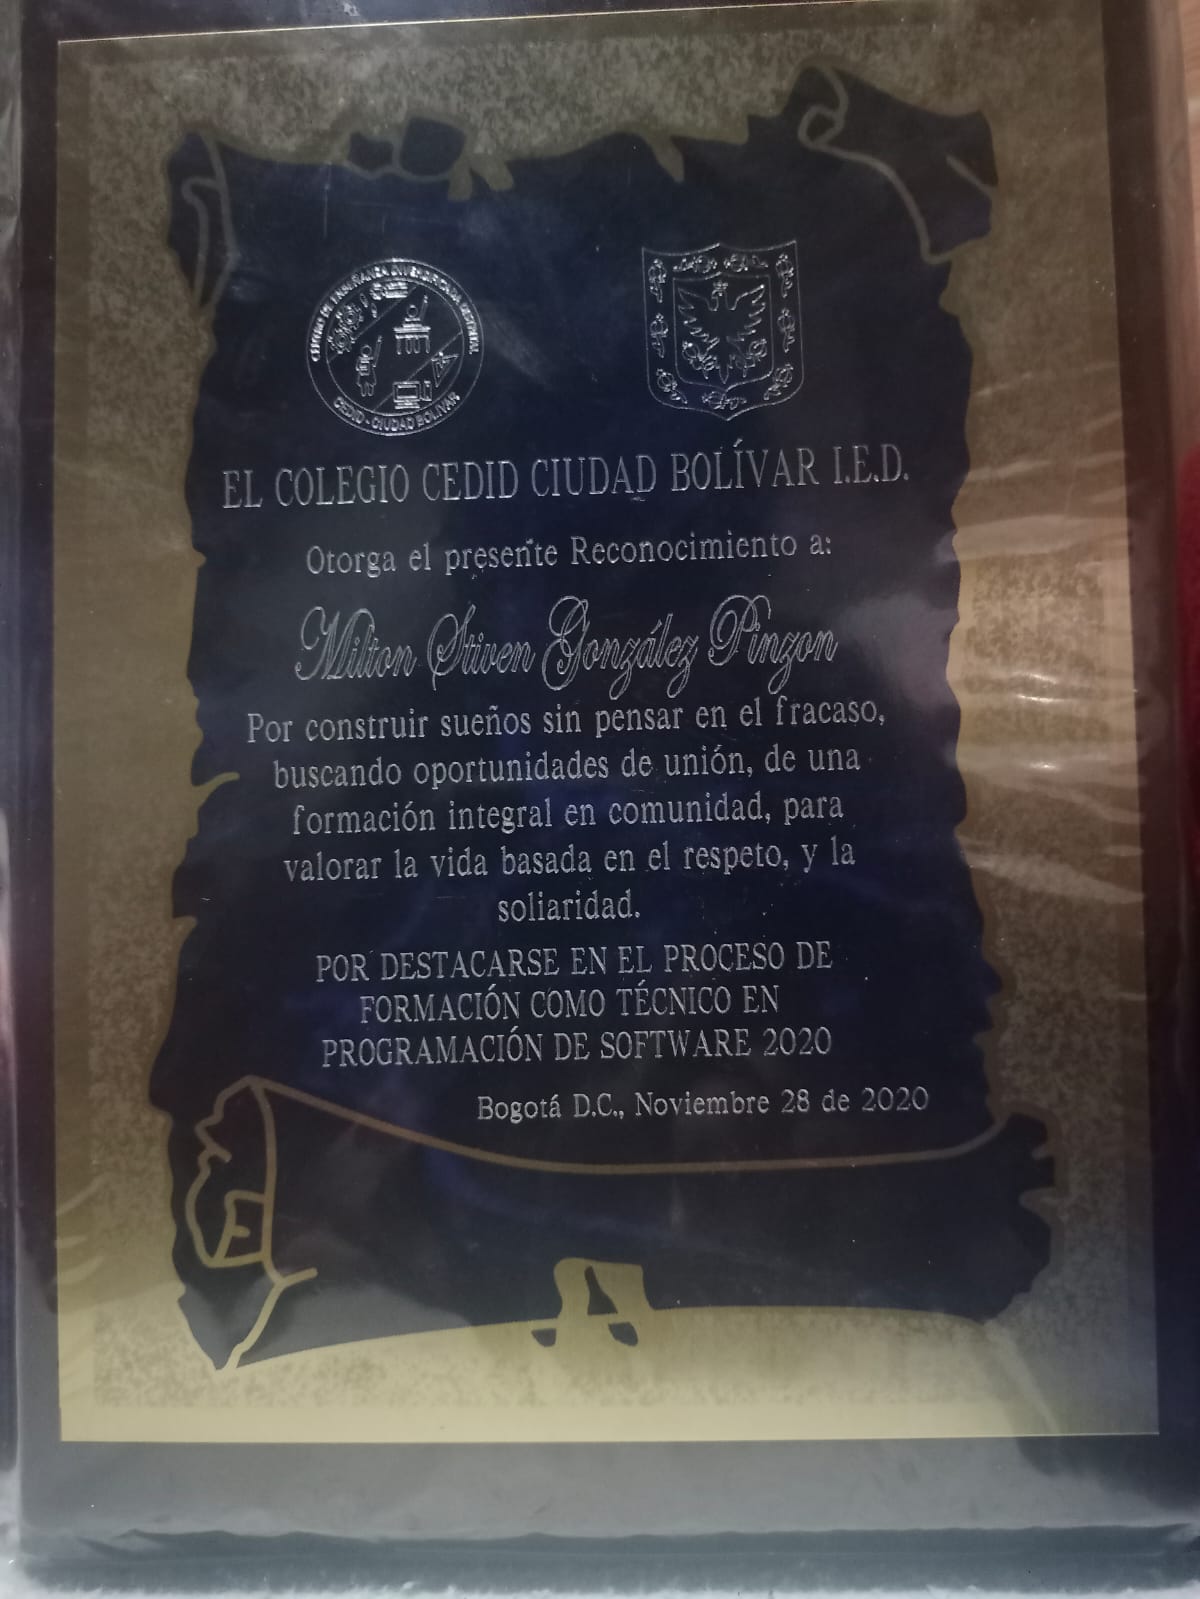 CENTRO DE ENSEÑANZA DIVERSIFICADA DISTRITAL
CEDID - CIUDAD BOLIVAR
EL COLEGIO CEDID CIUDAD BOLÍVAR I.E.D.
Otorga el presente Reconocimiento a:
Milton Stiven González Pinzon
Por construir sueños sin pensar en el fracaso,
buscando oportunidades de unión, de una
formación integral en comunidad, para
valorar la vida basada en el respeto, y la
soliaridad.
POR DESTACARSE EN EL PROCESO DE
FORMACIÓN COMO TÉCNICO EN
PROGRAMACIÓN DE SOFTWARE 2020
Bogotá D.C., Noviembre 28 de 2020